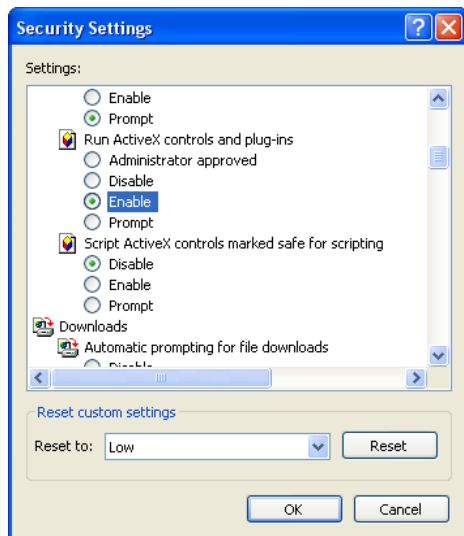 Security Settings
Settings:
Enable
Prompt
Run ActiveX controls and plug-ins
Administrator approved
Disable
Enable
Prompt
Script ActiveX controls marked safe for scripting
Disable
Enable
Prompt
Downloads
Automatic prompting for file downloads
Disable
Reset custom settings
Reset to: Low Reset
OK Cancel